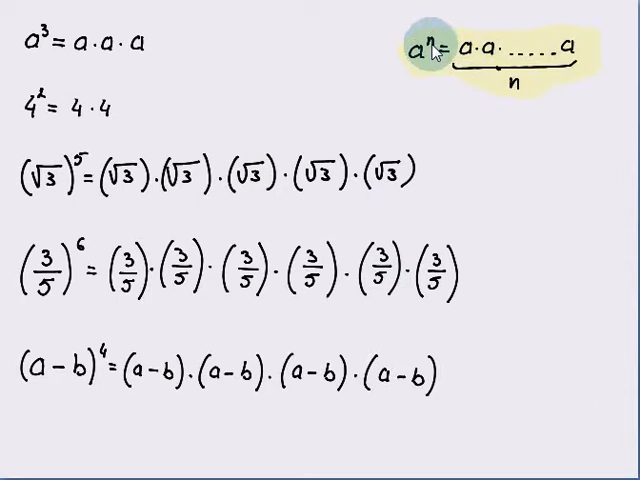 a³ = a · a · a
aⁿ = a · a · ..... a
n
4² = 4 · 4
(√3)⁵ = (√3) · (√3) · (√3) · (√3) · (√3)
(3/5)⁶ = (3/5) · (3/5) · (3/5) · (3/5) · (3/5) · (3/5)
(a − b)⁴ = (a − b) · (a − b) · (a − b) · (a − b)